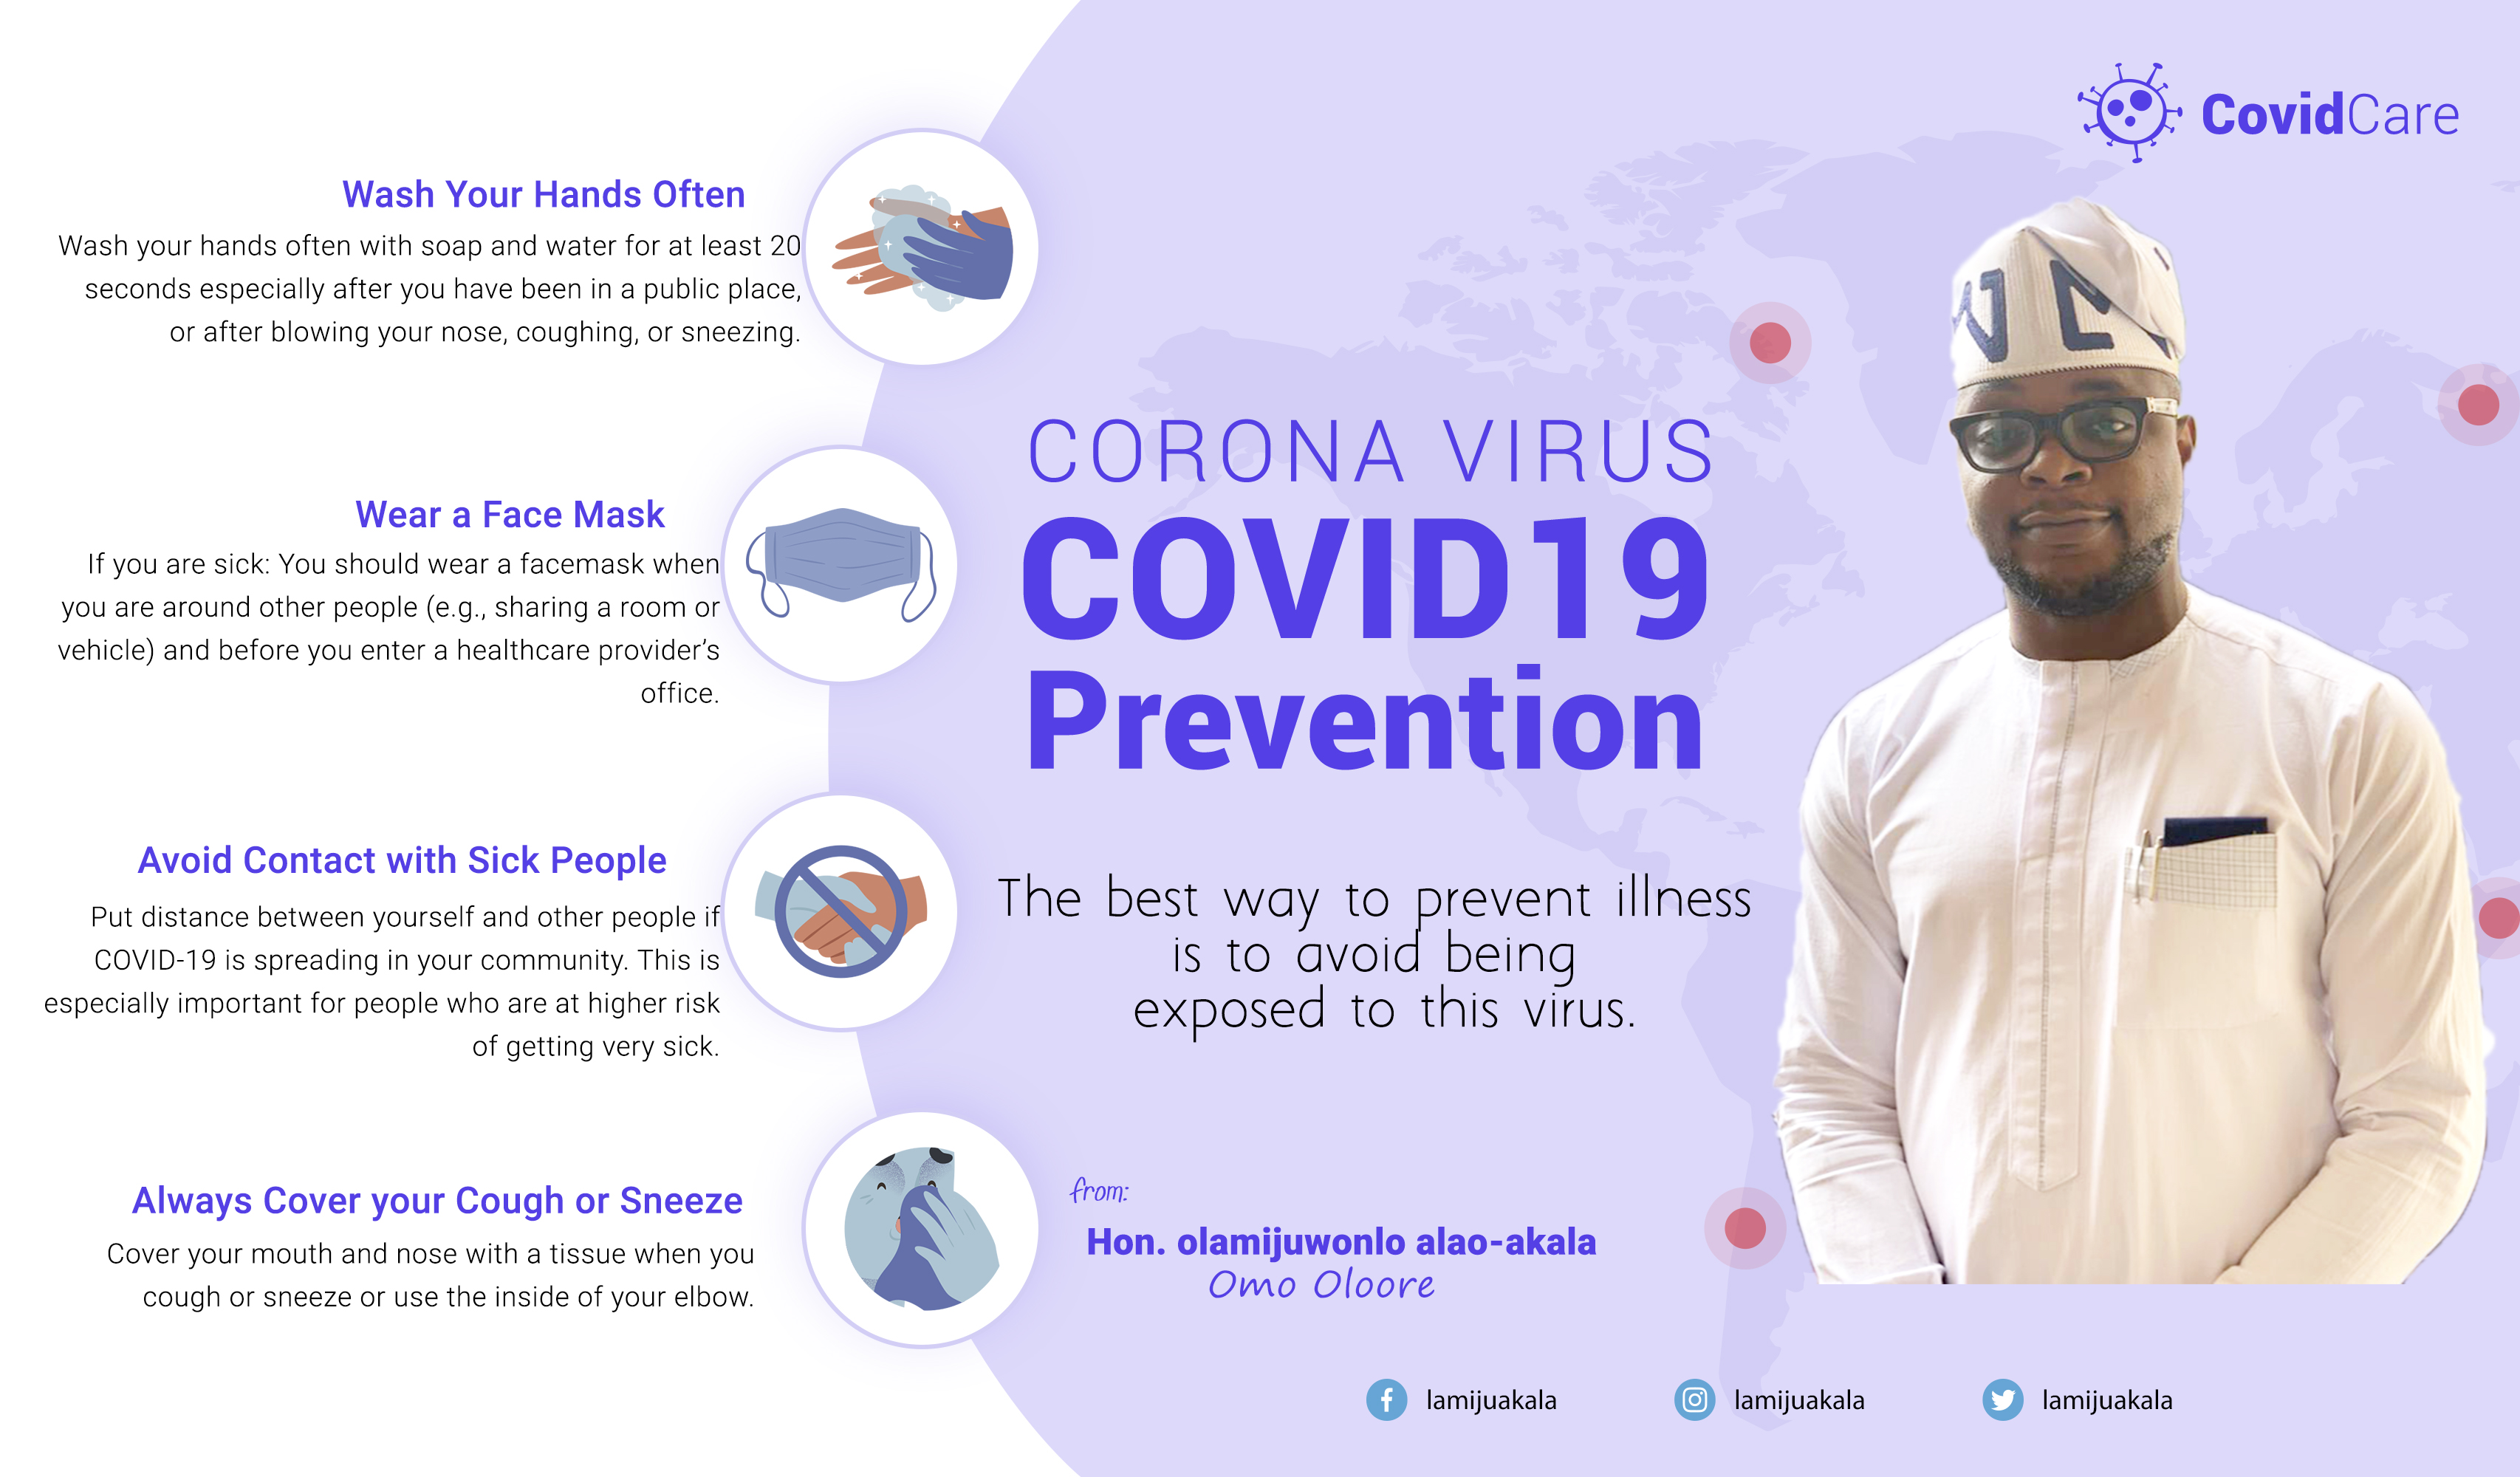 Wash Your Hands Often
Wash your hands often with soap and water for at least 20
seconds especially after you have been in a public place,
or after blowing your nose, coughing, or sneezing.
Wear a Face Mask
If you are sick: You should wear a facemask when
you are around other people (e.g., sharing a room or
vehicle) and before you enter a healthcare provider’s
office.
Avoid Contact with Sick People
Put distance between yourself and other people if
COVID-19 is spreading in your community. This is
especially important for people who are at higher risk
of getting very sick.
Always Cover your Cough or Sneeze
Cover your mouth and nose with a tissue when you
cough or sneeze or use the inside of your elbow.
CovidCare
CORONA VIRUS
COVID19
Prevention
The best way to prevent illness
is to avoid being
exposed to this virus.
from:
Hon. olamijuwonlo alao-akala
Omo Oloore
lamijuakala
lamijuakala
lamijuakala